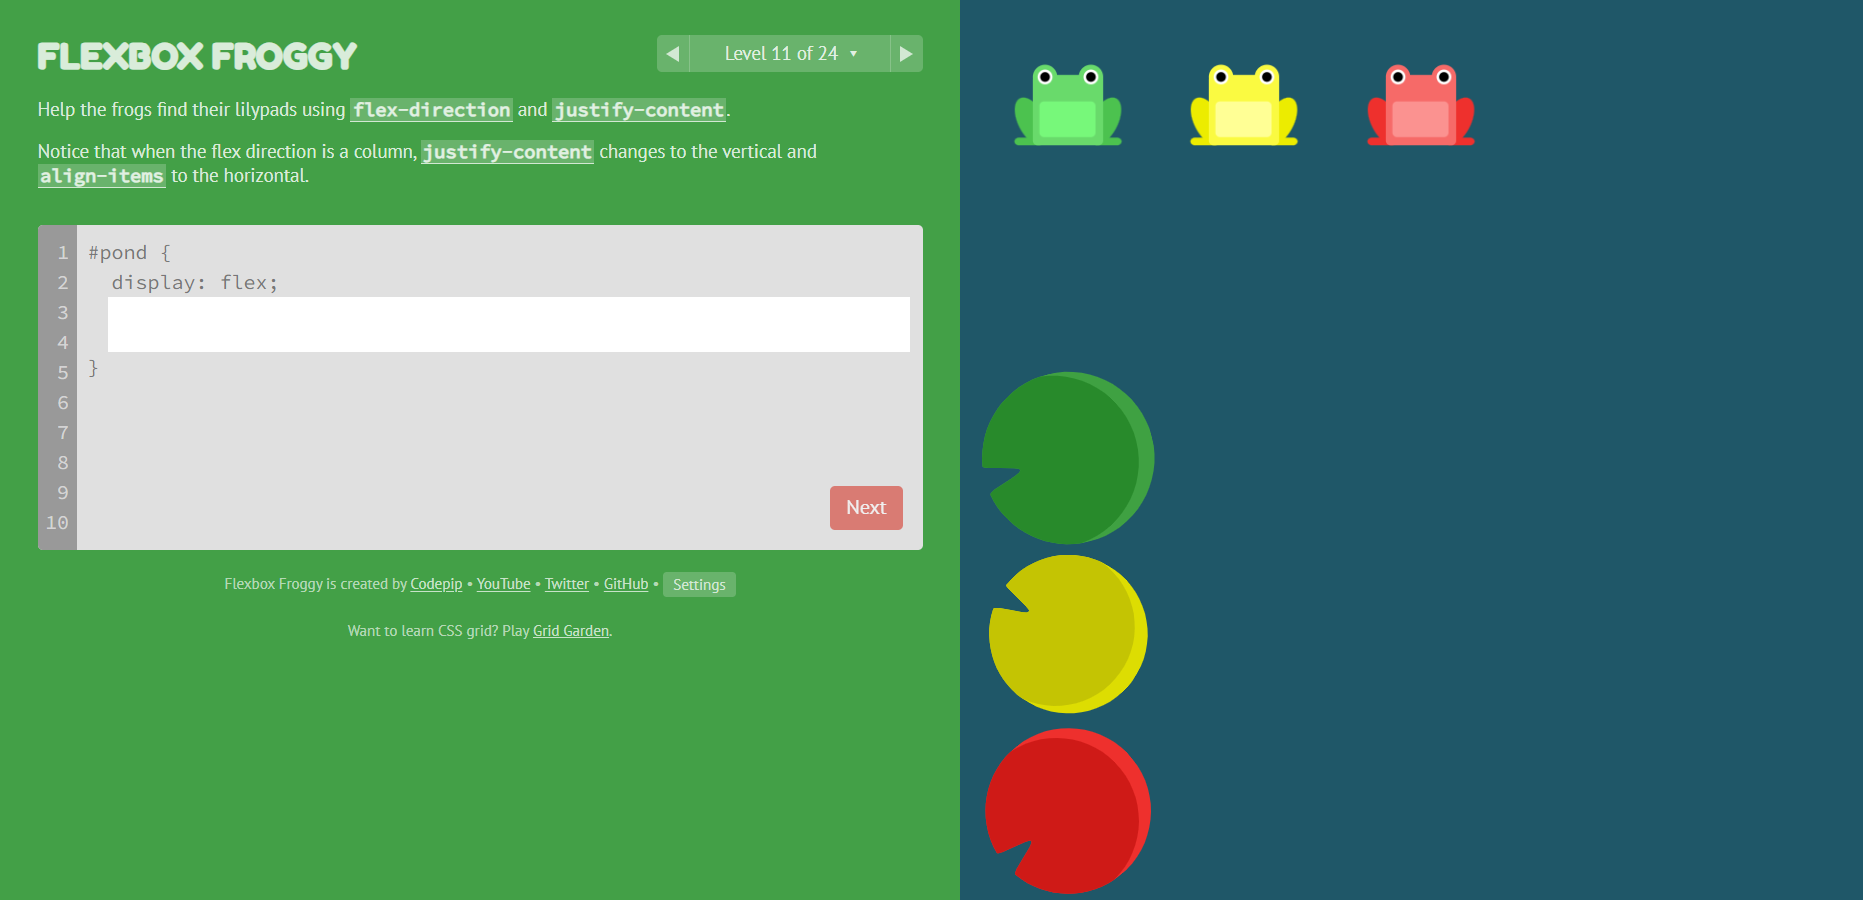 FLEXBOX FROGGY
Level 11 of 24 ▾
Help the frogs find their lilypads using flex-direction and justify-content.
Notice that when the flex direction is a column, justify-content changes to the vertical and
align-items to the horizontal.
1 #pond {
2 display: flex;
3
4
5 }
6
7
8
9
10
Next
Flexbox Froggy is created by Codepip • YouTube • Twitter • GitHub • Settings
Want to learn CSS grid? Play Grid Garden.